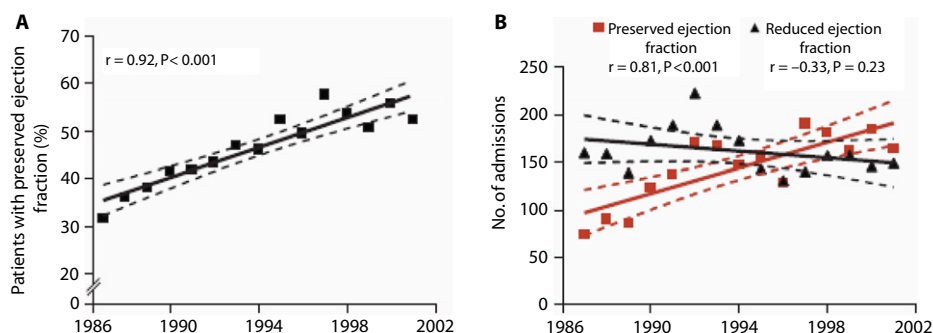 A
Patients with preserved ejection
fraction (%)
70
60
50
40
30
20
0
r = 0.92, P< 0.001
1986
1990
1994
1998
2002
B
Preserved ejection
fraction
r = 0.81, P<0.001
Reduced ejection
fraction
r = –0.33, P = 0.23
No. of admissions
250
200
150
100
50
0
1986
1990
1994
1998
2002